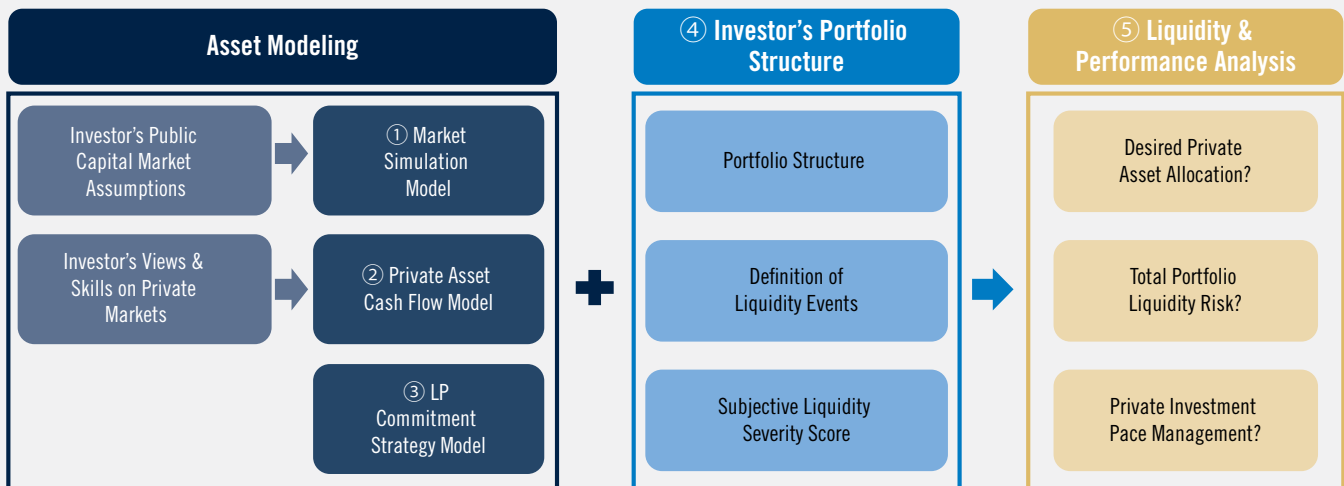 Asset Modeling
Investor's Public
Capital Market
Assumptions
① Market
Simulation
Model
Investor's Views &
Skills on Private
Markets
② Private Asset
Cash Flow Model
③ LP
Commitment
Strategy Model
④ Investor's Portfolio
Structure
Portfolio Structure
Definition of
Liquidity Events
Subjective Liquidity
Severity Score
⑤ Liquidity &
Performance Analysis
Desired Private
Asset Allocation?
Total Portfolio
Liquidity Risk?
Private Investment
Pace Management?